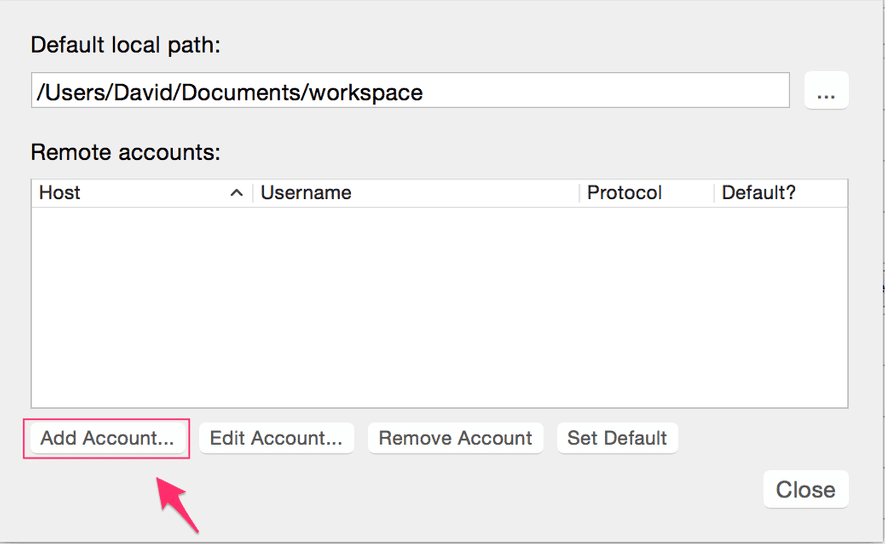 Default local path:
/Users/David/Documents/workspace
...
Remote accounts:
Host Username Protocol Default?
Add Account... Edit Account... Remove Account Set Default
Close